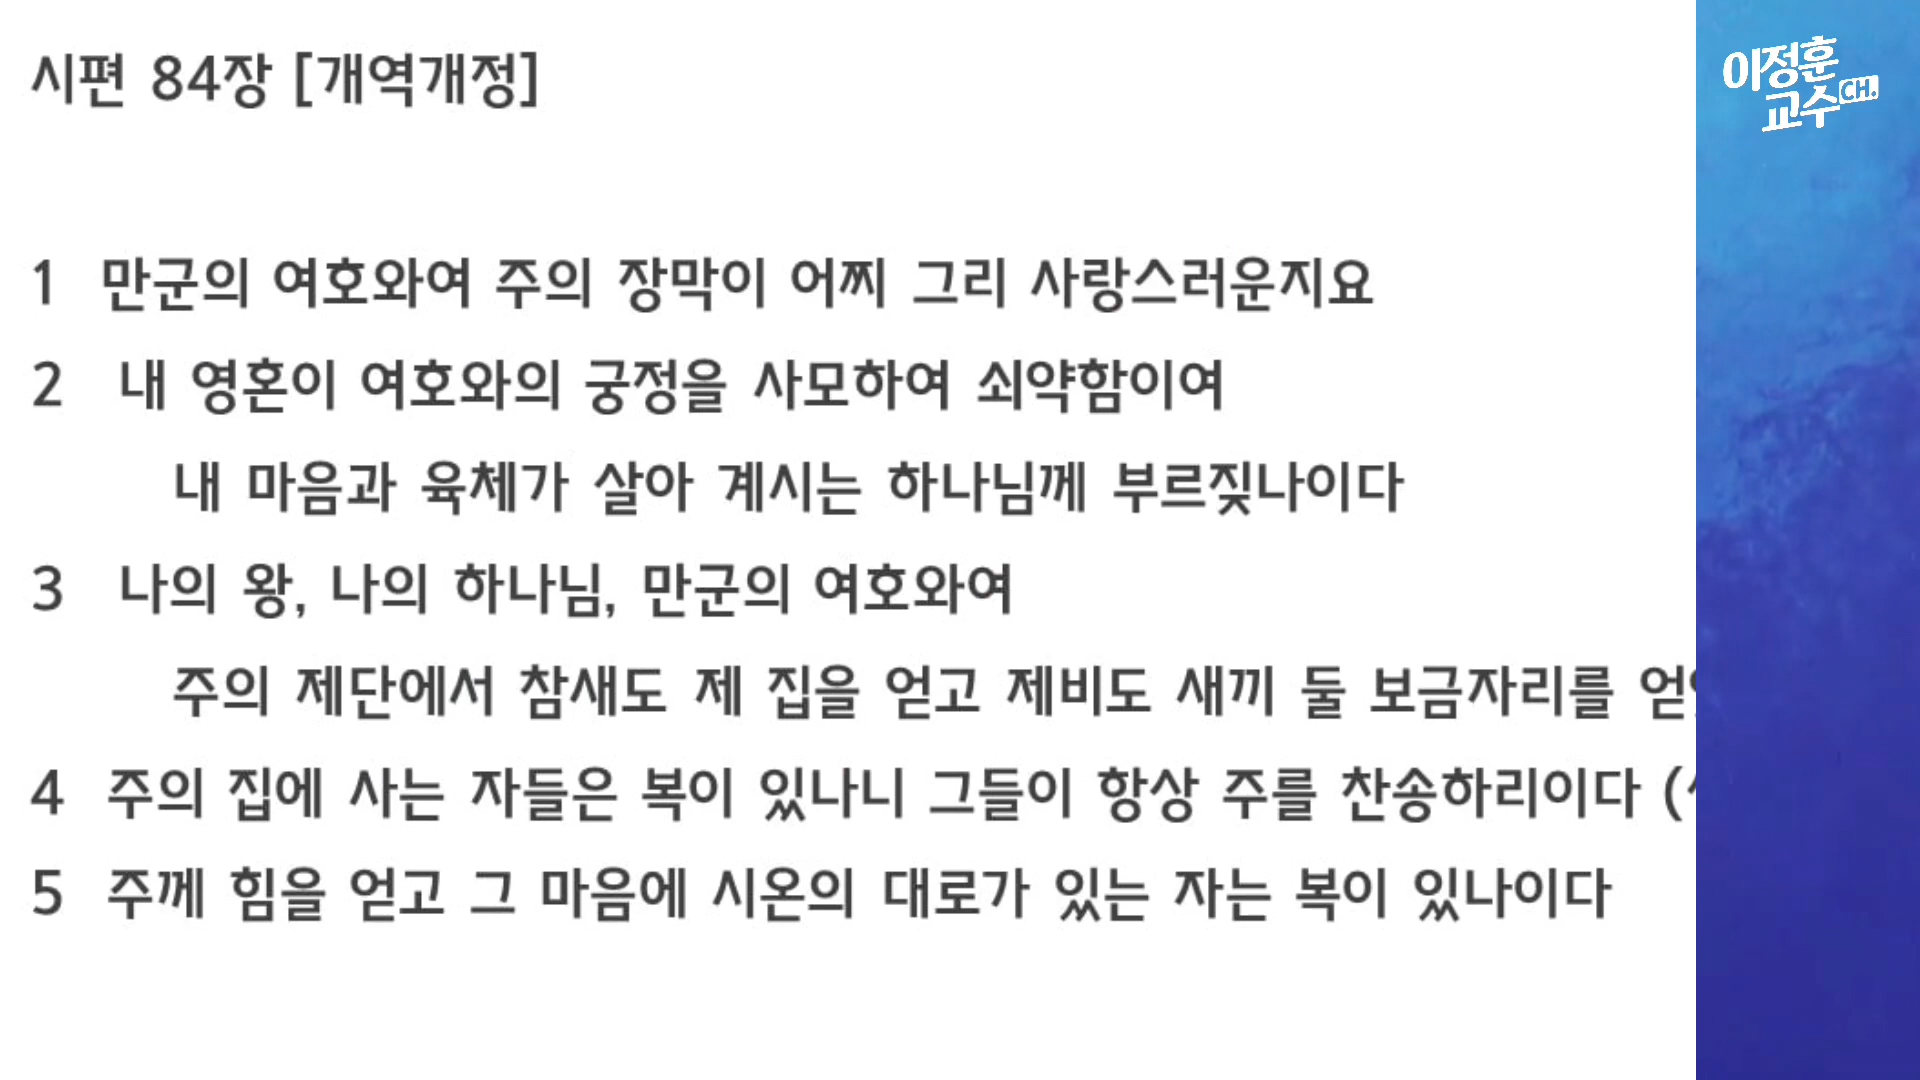 시편 84장 [개역개정]
이정훈
교수 CH.
1 만군의 여호와여 주의 장막이 어찌 그리 사랑스러운지요
2 내 영혼이 여호와의 궁정을 사모하여 쇠약함이여
내 마음과 육체가 살아 계시는 하나님께 부르짖나이다
3 나의 왕, 나의 하나님, 만군의 여호와여
주의 제단에서 참새도 제 집을 얻고 제비도 새끼 둘 보금자리를
4 주의 집에 사는 자들은 복이 있나니 그들이 항상 주를 찬송하리이다 (
5 주께 힘을 얻고 그 마음에 시온의 대로가 있는 자는 복이 있나이다